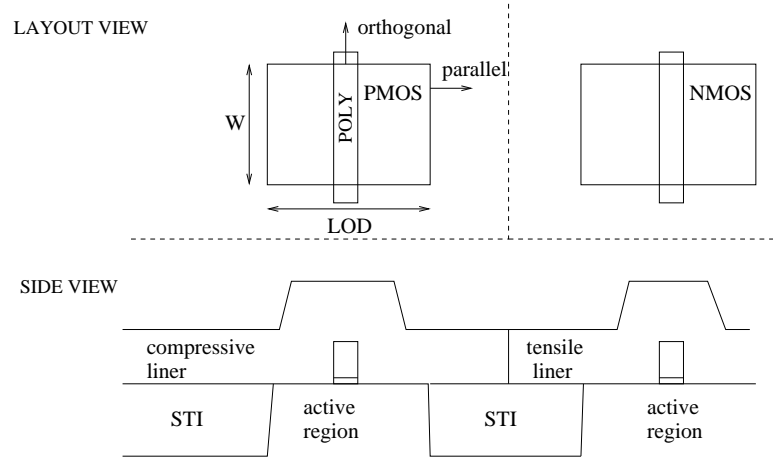 LAYOUT VIEW
orthogonal
parallel
PMOS
NMOS
POLY
W
LOD
SIDE VIEW
compressive
liner
tensile
liner
STI
active
region
STI
active
region